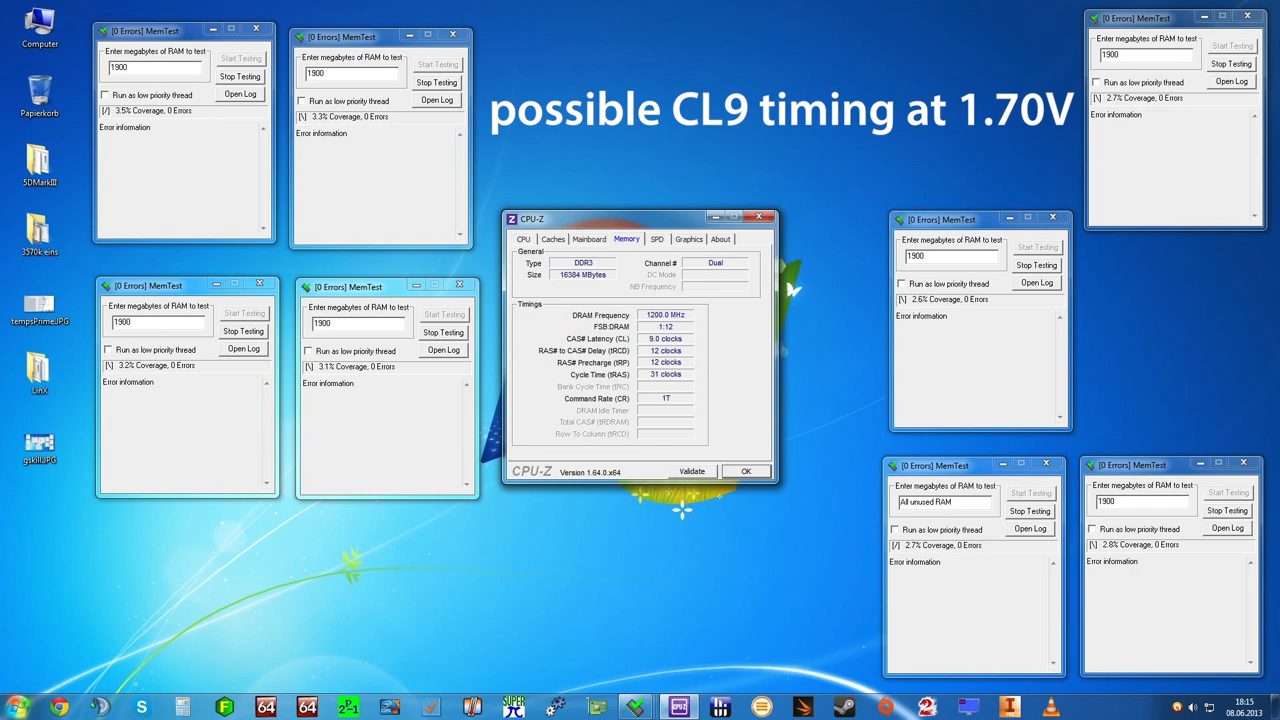 Computer
Papierkorb
5DMarkIII
3570k eins
tempsPrime.JPG
LinX
gskill.JPG
[0 Errors] MemTest
Enter megabytes of RAM to test
1900
Start Testing
Stop Testing
Run as low priority thread
Open Log
[/] 3.5% Coverage, 0 Errors
Error information
[0 Errors] MemTest
Enter megabytes of RAM to test
1900
Start Testing
Stop Testing
Run as low priority thread
Open Log
[\] 3.3% Coverage, 0 Errors
Error information
possible CL9 timing at 1.70V
[0 Errors] MemTest
Enter megabytes of RAM to test
1900
Start Testing
Stop Testing
Run as low priority thread
Open Log
[\] 2.7% Coverage, 0 Errors
Error information
[0 Errors] MemTest
Enter megabytes of RAM to test
1900
Start Testing
Stop Testing
Run as low priority thread
Open Log
[\] 3.2% Coverage, 0 Errors
Error information
[0 Errors] MemTest
Enter megabytes of RAM to test
1900
Start Testing
Stop Testing
Run as low priority thread
Open Log
[\] 3.1% Coverage, 0 Errors
Error information
CPU-Z
CPU Caches Mainboard Memory SPD Graphics About
General
Type DDR3 Channel # Dual
Size 16384 MBytes DC Mode
NB Frequency
Timings
DRAM Frequency 1200.0 MHz
FSB:DRAM 1:12
CAS# Latency (CL) 9.0 clocks
RAS# to CAS# Delay (tRCD) 12 clocks
RAS# Precharge (tRP) 12 clocks
Cycle Time (tRAS) 31 clocks
Bank Cycle Time (tRC)
Command Rate (CR) 1T
DRAM Idle Timer
Total CAS# (tRDRAM)
Row To Column (tRCD)
CPU-Z Version 1.64.0.x64 Validate OK
[0 Errors] MemTest
Enter megabytes of RAM to test
1900
Start Testing
Stop Testing
Run as low priority thread
Open Log
[\] 2.6% Coverage, 0 Errors
Error information
[0 Errors] MemTest
Enter megabytes of RAM to test
All unused RAM
Start Testing
Stop Testing
Run as low priority thread
Open Log
[/] 2.7% Coverage, 0 Errors
Error information
[0 Errors] MemTest
Enter megabytes of RAM to test
1900
Start Testing
Stop Testing
Run as low priority thread
Open Log
[\] 2.8% Coverage, 0 Errors
Error information
64
64
SUPER
CPU-Z
18:15
08.06.2013